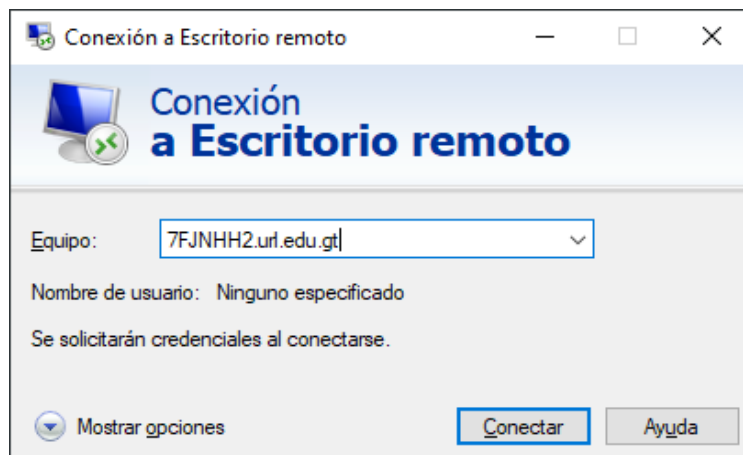 Conexión a Escritorio remoto
Conexión
a Escritorio remoto
Equipo: 7FJNHH2.url.edu.gt
Nombre de usuario: Ninguno especificado
Se solicitarán credenciales al conectarse.
Mostrar opciones Conectar Ayuda